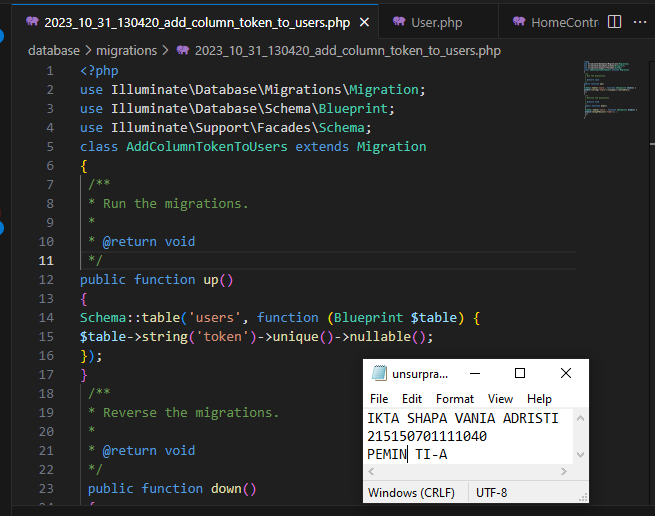 2023_10_31_130420_add_column_token_to_users.php
User.php
HomeContr
database > migrations > 2023_10_31_130420_add_column_token_to_users.php
1 <?php
2 use Illuminate\Database\Migrations\Migration;
3 use Illuminate\Database\Schema\Blueprint;
4 use Illuminate\Support\Facades\Schema;
5 class AddColumnTokenToUsers extends Migration
6 {
7 /**
8 * Run the migrations.
9 *
10 * @return void
11 */
12 public function up()
13 {
14 Schema::table('users', function (Blueprint $table) {
15 $table->string('token')->unique()->nullable();
16 });
17 }
18 /**
19 * Reverse the migrations.
20 *
21 * @return void
22 */
23 public function down()
unsurpra...
File Edit Format View Help
IKTA SHAPA VANIA ADRISTI
215150701111040
PEMIN TI-A
Windows (CRLF) UTF-8